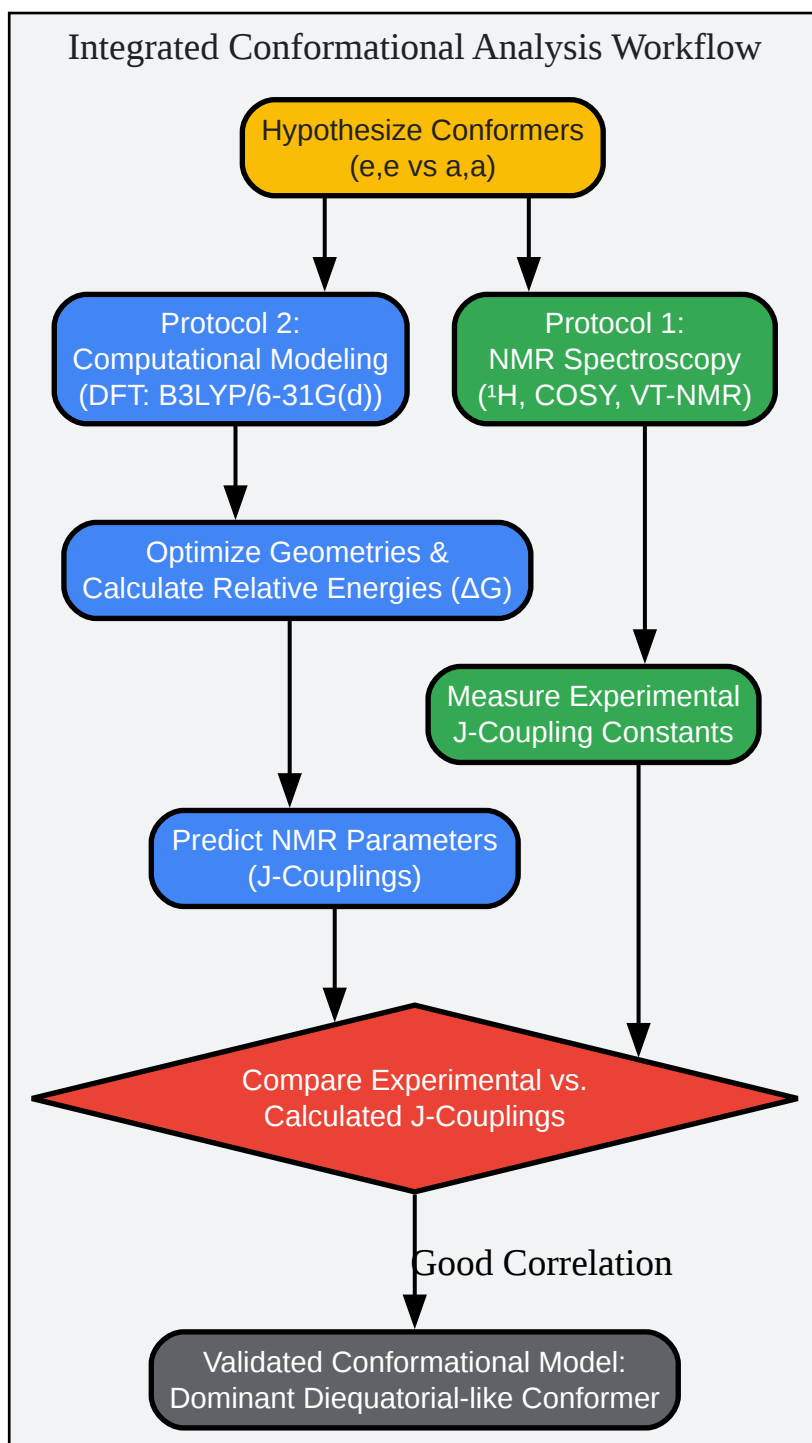 Integrated Conformational Analysis Workflow
Hypothesize Conformers
(e,e vs a,a)
Protocol 2:
Computational Modeling
(DFT: B3LYP/6-31G(d))
Protocol 1:
NMR Spectroscopy
(¹H, COSY, VT-NMR)
Optimize Geometries &
Calculate Relative Energies (ΔG)
Measure Experimental
J-Coupling Constants
Predict NMR Parameters
(J-Couplings)
Compare Experimental vs.
Calculated J-Couplings
Good Correlation
Validated Conformational Model:
Dominant Diequatorial-like Conformer